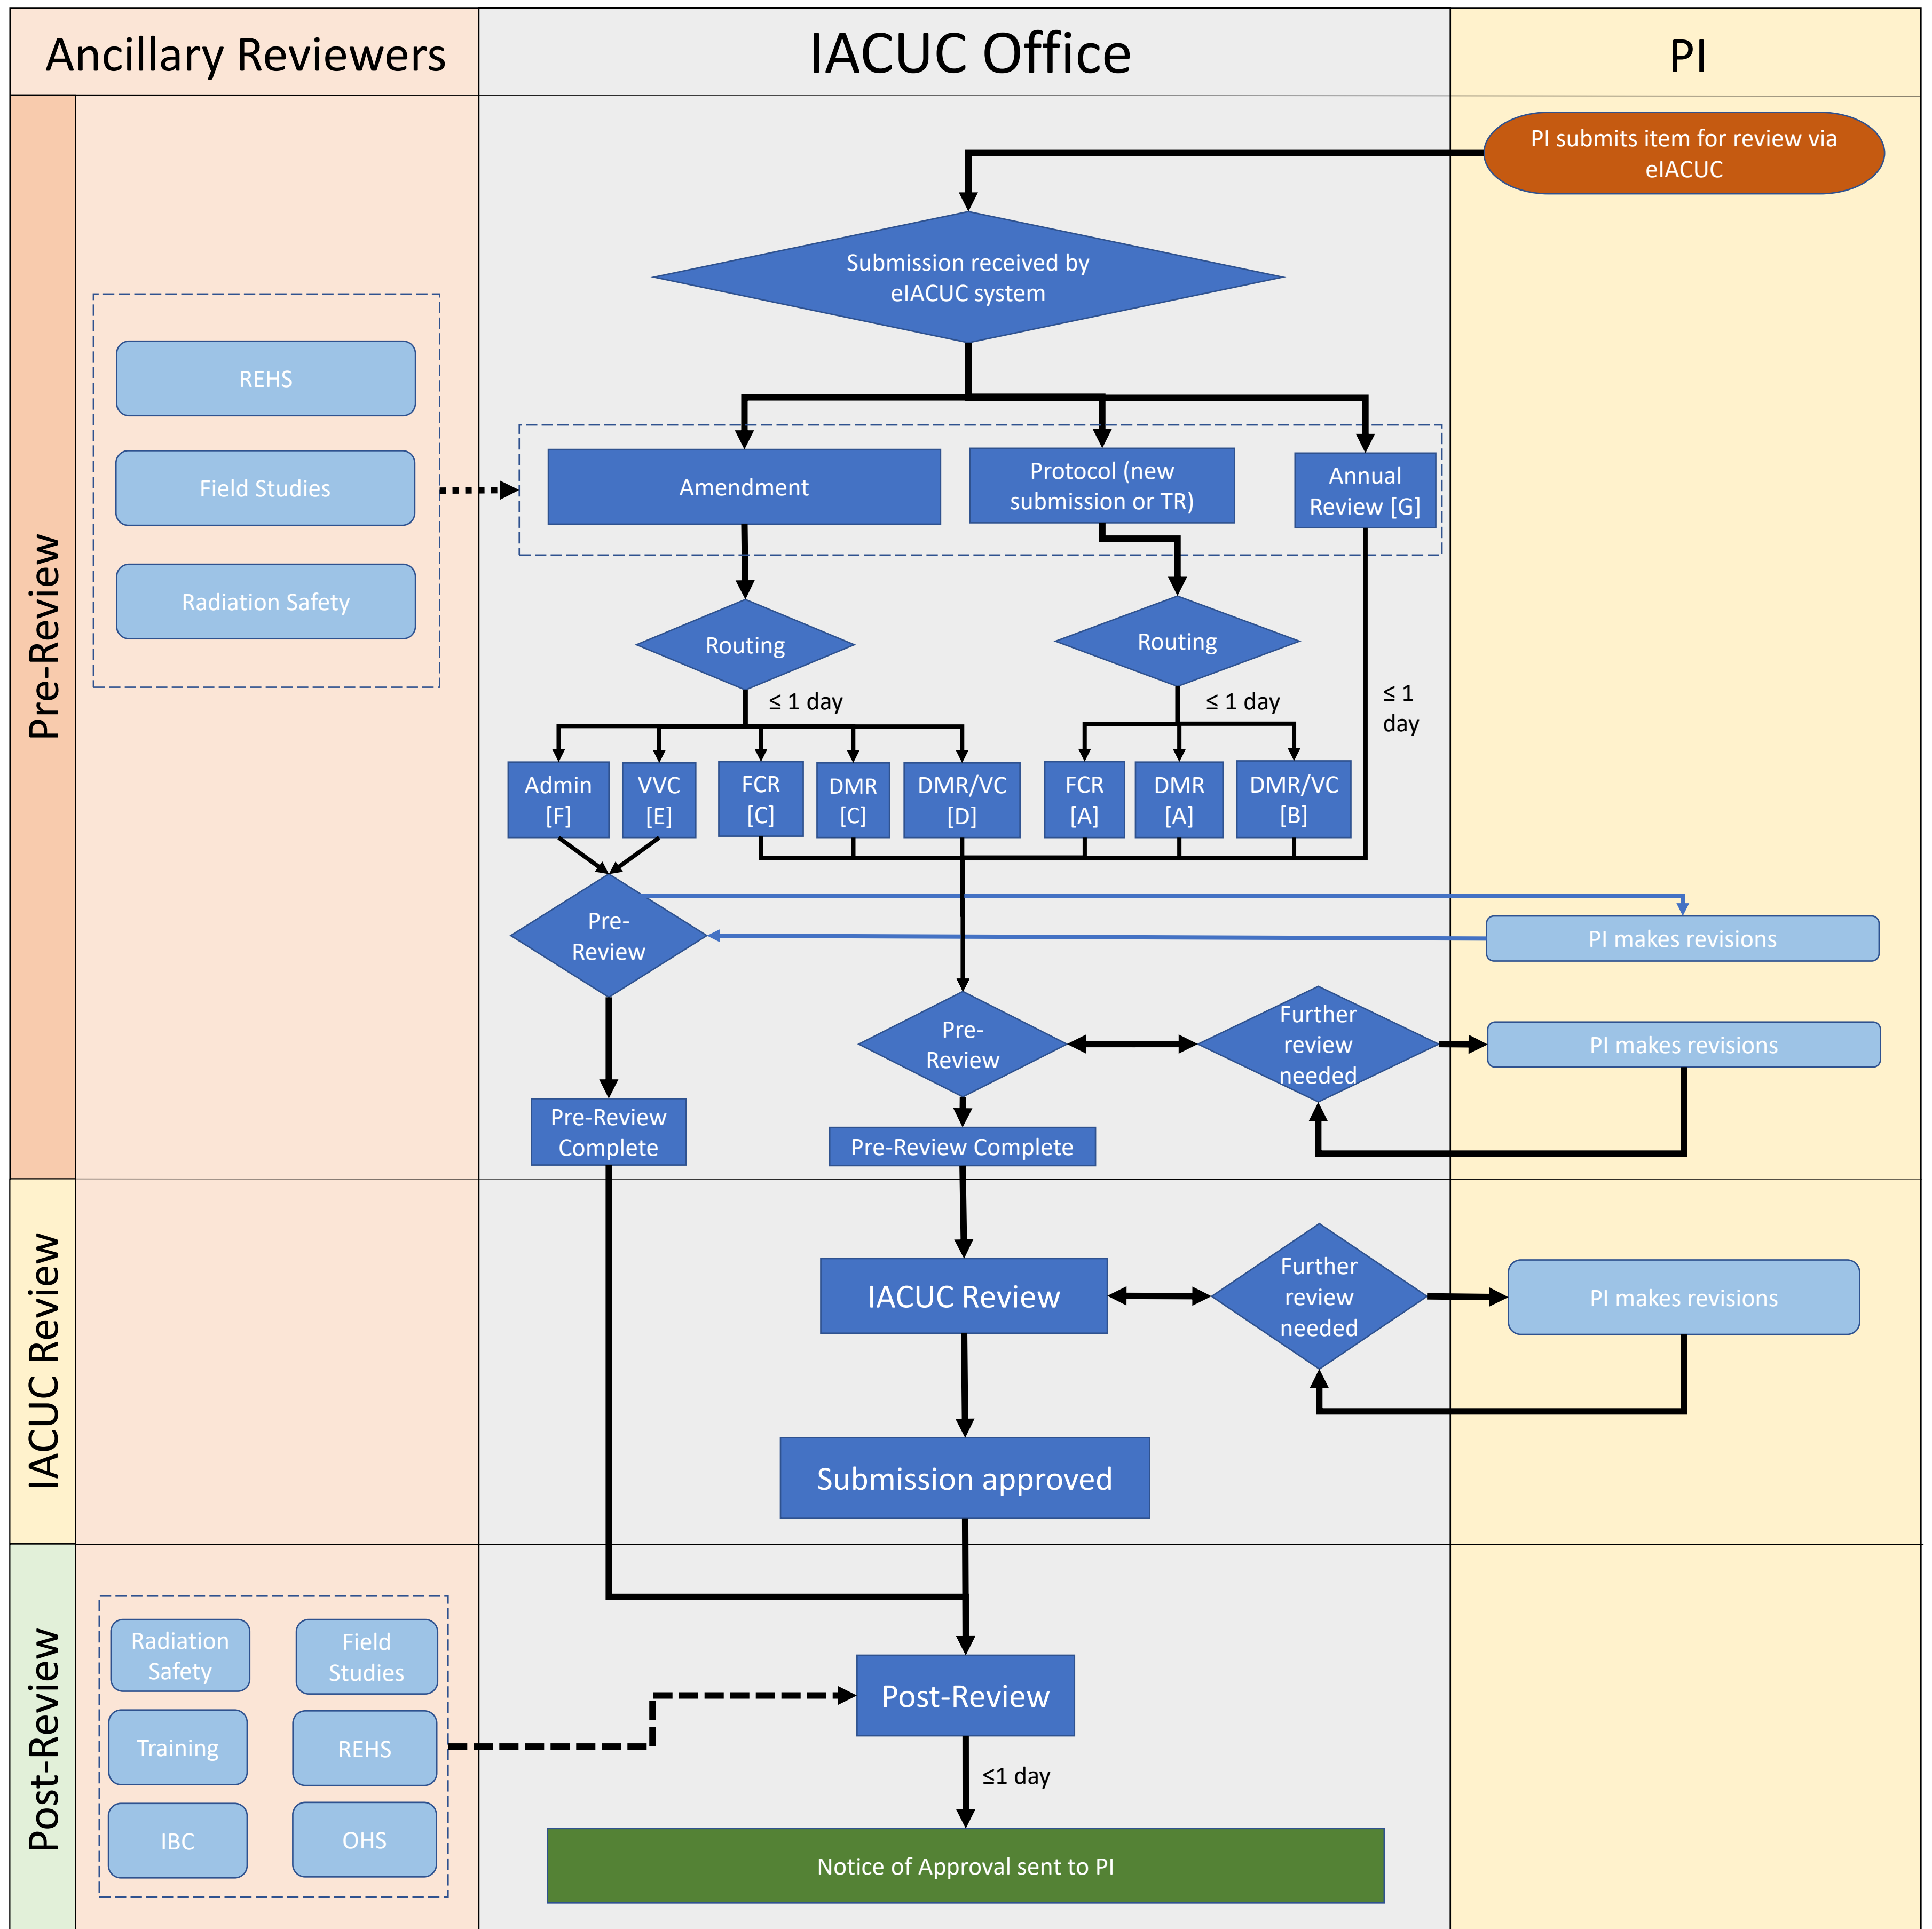 Ancillary Reviewers
IACUC Office
PI
Pre-Review
PI submits item for review via
eIACUC
Submission received by
eIACUC system
REHS
Field Studies
Radiation Safety
Amendment
Protocol (new
submission or TR)
Annual
Review [G]
Routing
Routing
≤ 1 day
≤ 1 day
≤ 1
day
Admin
[F]
VVC
[E]
FCR
[C]
DMR
[C]
DMR/VC
[D]
FCR
[A]
DMR
[A]
DMR/VC
[B]
Pre-
Review
PI makes revisions
Pre-
Review
Further
review
needed
PI makes revisions
Pre-Review
Complete
Pre-Review Complete
IACUC Review
IACUC Review
Further
review
needed
PI makes revisions
Submission approved
Post-Review
Radiation
Safety
Field
Studies
Training
REHS
IBC
OHS
Post-Review
≤1 day
Notice of Approval sent to PI